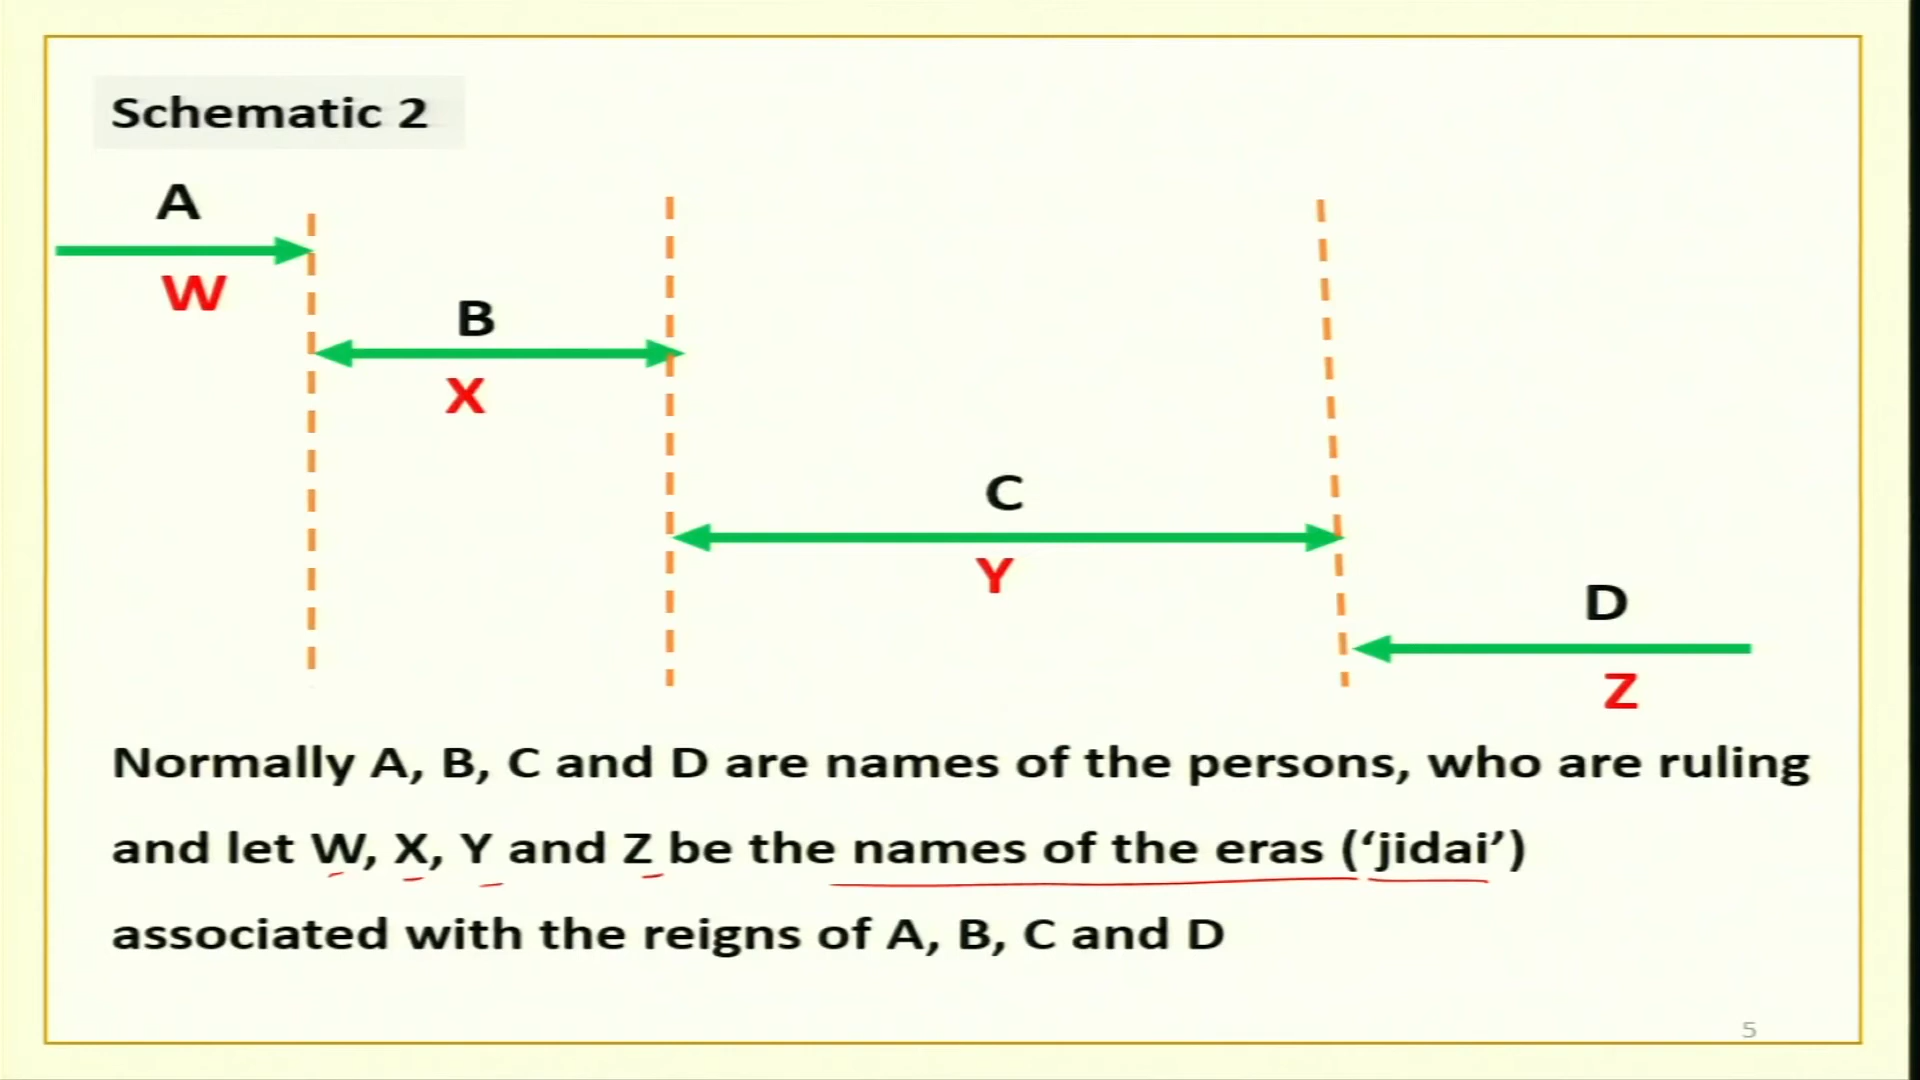 Schematic 2
A
W
B
X
C
Y
D
Z
Normally A, B, C and D are names of the persons, who are ruling
and let W, X, Y and Z be the names of the eras (‘jidai’)
associated with the reigns of A, B, C and D
5